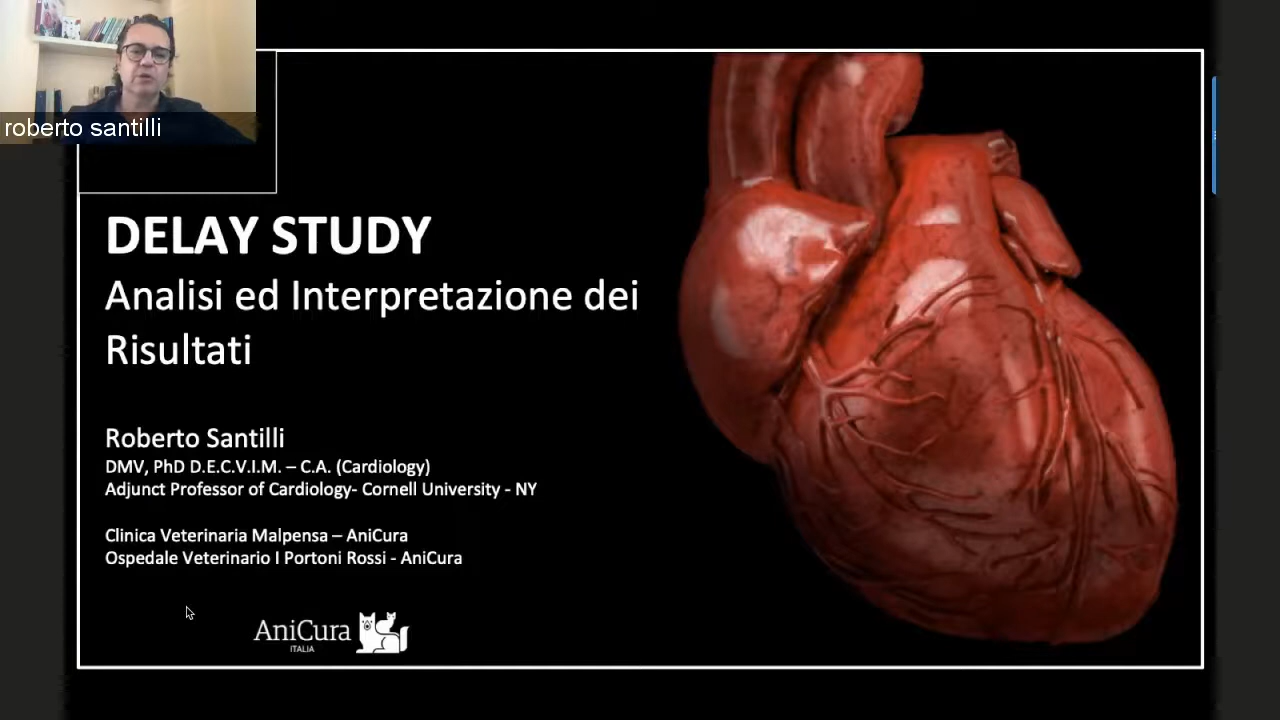 roberto santilli
DELAY STUDY
Analisi ed Interpretazione dei
Risultati
Roberto Santilli
DMV, PhD D.E.C.V.I.M. – C.A. (Cardiology)
Adjunct Professor of Cardiology- Cornell University - NY
Clinica Veterinaria Malpensa – AniCura
Ospedale Veterinario I Portoni Rossi - AniCura
AniCura
ITALIA